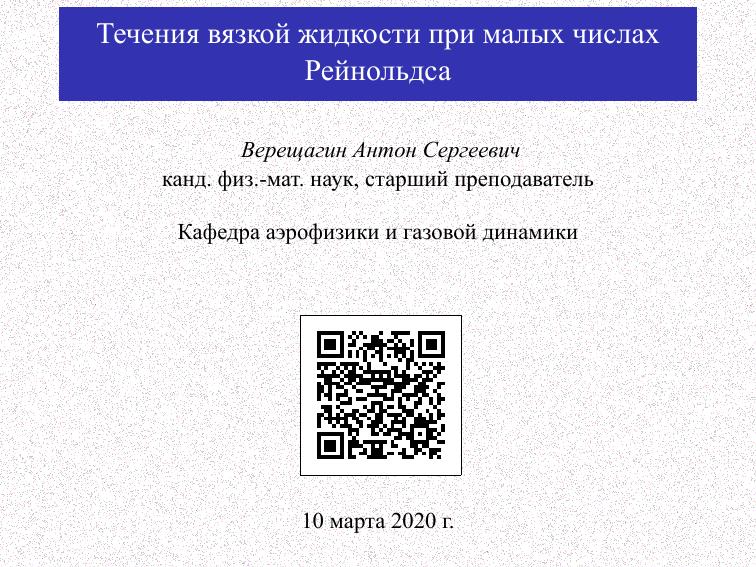 Течения вязкой жидкости при малых числах
Рейнольдса
Верещагин Антон Сергеевич
канд. физ.-мат. наук, старший преподаватель
Кафедра аэрофизики и газовой динамики
10 марта 2020 г.